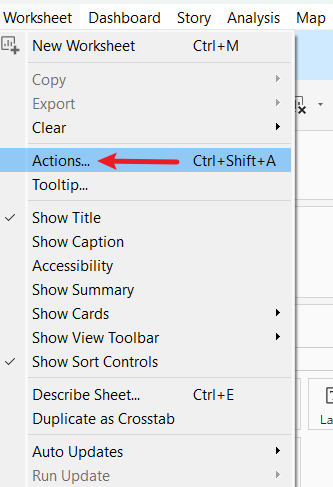 Worksheet Dashboard Story Analysis Map
New Worksheet Ctrl+M
Copy
Export
Clear
Actions... Ctrl+Shift+A
Tooltip...
Show Title
Show Caption
Accessibility
Show Summary
Show Cards
Show View Toolbar
Show Sort Controls
Describe Sheet... Ctrl+E
Duplicate as Crosstab
Auto Updates
Run Update